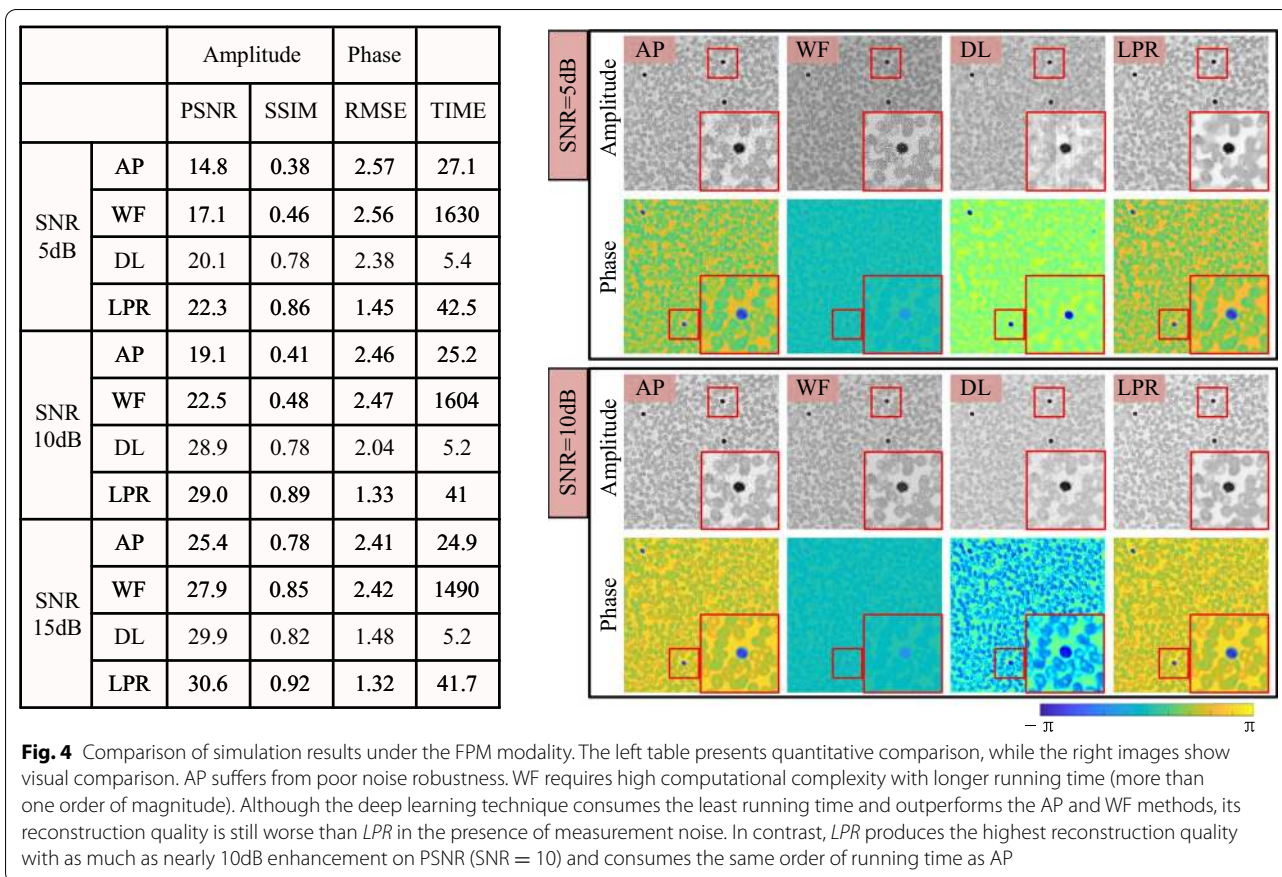 Amplitude Phase
PSNR SSIM RMSE TIME
SNR 5dB
AP 14.8 0.38 2.57 27.1
WF 17.1 0.46 2.56 1630
DL 20.1 0.78 2.38 5.4
LPR 22.3 0.86 1.45 42.5
SNR 10dB
AP 19.1 0.41 2.46 25.2
WF 22.5 0.48 2.47 1604
DL 28.9 0.78 2.04 5.2
LPR 29.0 0.89 1.33 41
SNR 15dB
AP 25.4 0.78 2.41 24.9
WF 27.9 0.85 2.42 1490
DL 29.9 0.82 1.48 5.2
LPR 30.6 0.92 1.32 41.7
SNR=5dB
AP WF DL LPR
Amplitude
Phase
SNR=10dB
AP WF DL LPR
Amplitude
Phase
− π π
Fig. 4 Comparison of simulation results under the FPM modality. The left table presents quantitative comparison, while the right images show
visual comparison. AP suffers from poor noise robustness. WF requires high computational complexity with longer running time (more than
one order of magnitude). Although the deep learning technique consumes the least running time and outperforms the AP and WF methods, its
reconstruction quality is still worse than LPR in the presence of measurement noise. In contrast, LPR produces the highest reconstruction quality
with as much as nearly 10dB enhancement on PSNR (SNR = 10) and consumes the same order of running time as AP